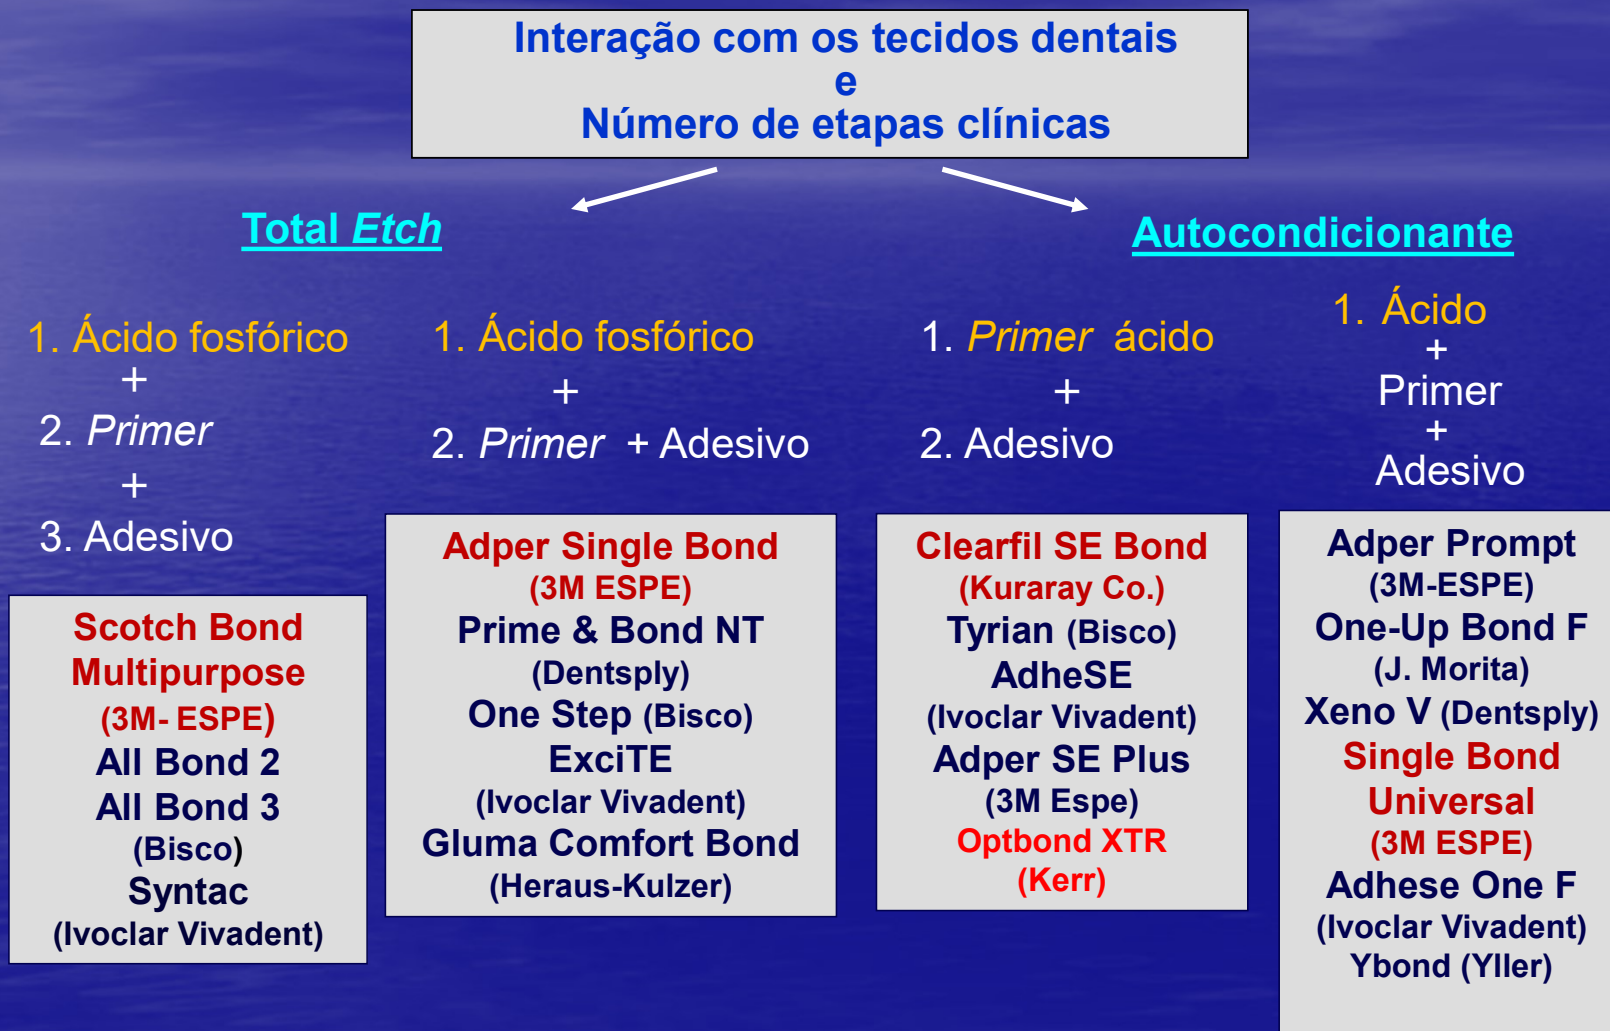 Interação com os tecidos dentais
e
Número de etapas clínicas
Total Etch
Autocondicionante
1. Ácido fosfórico
+
2. Primer
+
3. Adesivo
Scotch Bond
Multipurpose
(3M- ESPE)
All Bond 2
All Bond 3
(Bisco)
Syntac
(Ivoclar Vivadent)
1. Ácido fosfórico
+
2. Primer + Adesivo
Adper Single Bond
(3M ESPE)
Prime & Bond NT
(Dentsply)
One Step (Bisco)
ExciTE
(Ivoclar Vivadent)
Gluma Comfort Bond
(Heraus-Kulzer)
1. Primer ácido
+
2. Adesivo
Clearfil SE Bond
(Kuraray Co.)
Tyrian (Bisco)
AdheSE
(Ivoclar Vivadent)
Adper SE Plus
(3M Espe)
Optbond XTR
(Kerr)
1. Ácido
+
Primer
+
Adesivo
Adper Prompt
(3M-ESPE)
One-Up Bond F
(J. Morita)
Xeno V (Dentsply)
Single Bond
Universal
(3M ESPE)
Adhese One F
(Ivoclar Vivadent)
Ybond (Yller)